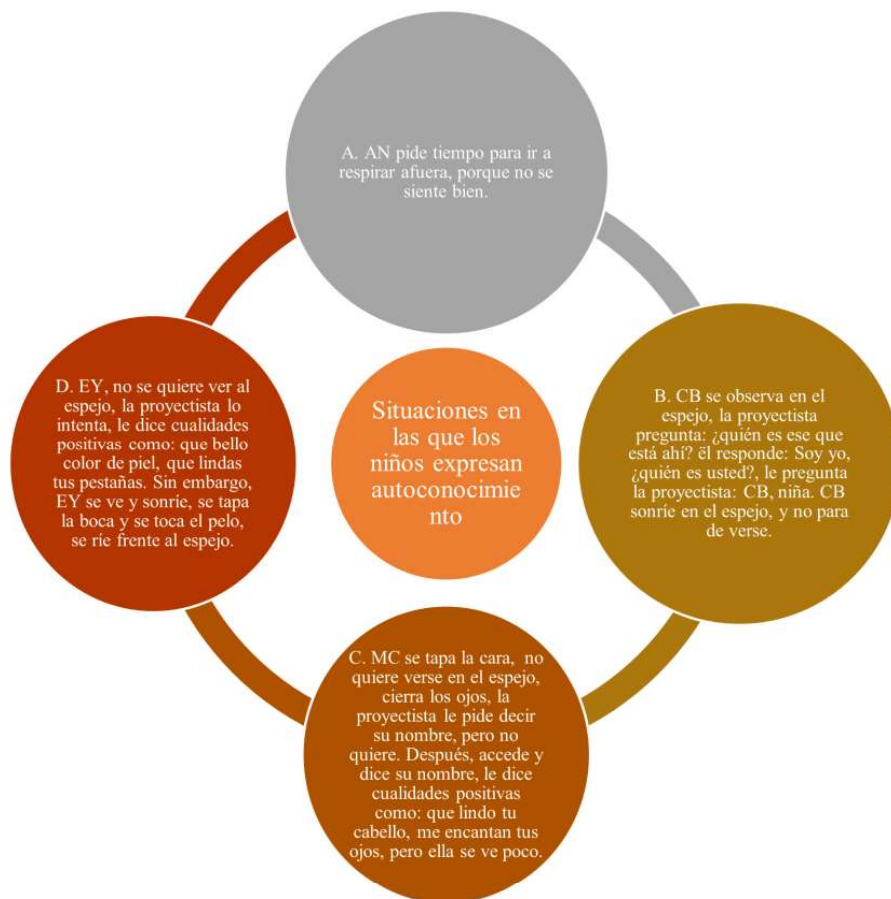 A. AN pide tiempo para ir a
respirar afuera, porque no se
siente bien.
D. EY, no se quiere ver al
espejo, la proyectista lo
intenta, le dice cualidades
positivas como: que bello
color de piel, que lindas
tus pestañas. Sin embargo,
EY se ve y sonríe, se tapa
la boca y se toca el pelo,
se ríe frente al espejo.
Situaciones en
las que los
niños expresan
autoconocimie
nto
B. CB se observa en el
espejo, la proyectista
pregunta: ¿quién es ese que
está ahí? ël responde: Soy yo,
¿quién es usted?, le pregunta
la proyectista: CB, niña. CB
sonríe en el espejo, y no para
de verse.
C. MC se tapa la cara, no
quiere verse en el espejo,
cierra los ojos, la
proyectista le pide decir
su nombre, pero no
quiere. Después, accede y
dice su nombre, le dice
cualidades positivas
como: que lindo tu
cabello, me encantan tus
ojos, pero ella se ve poco.